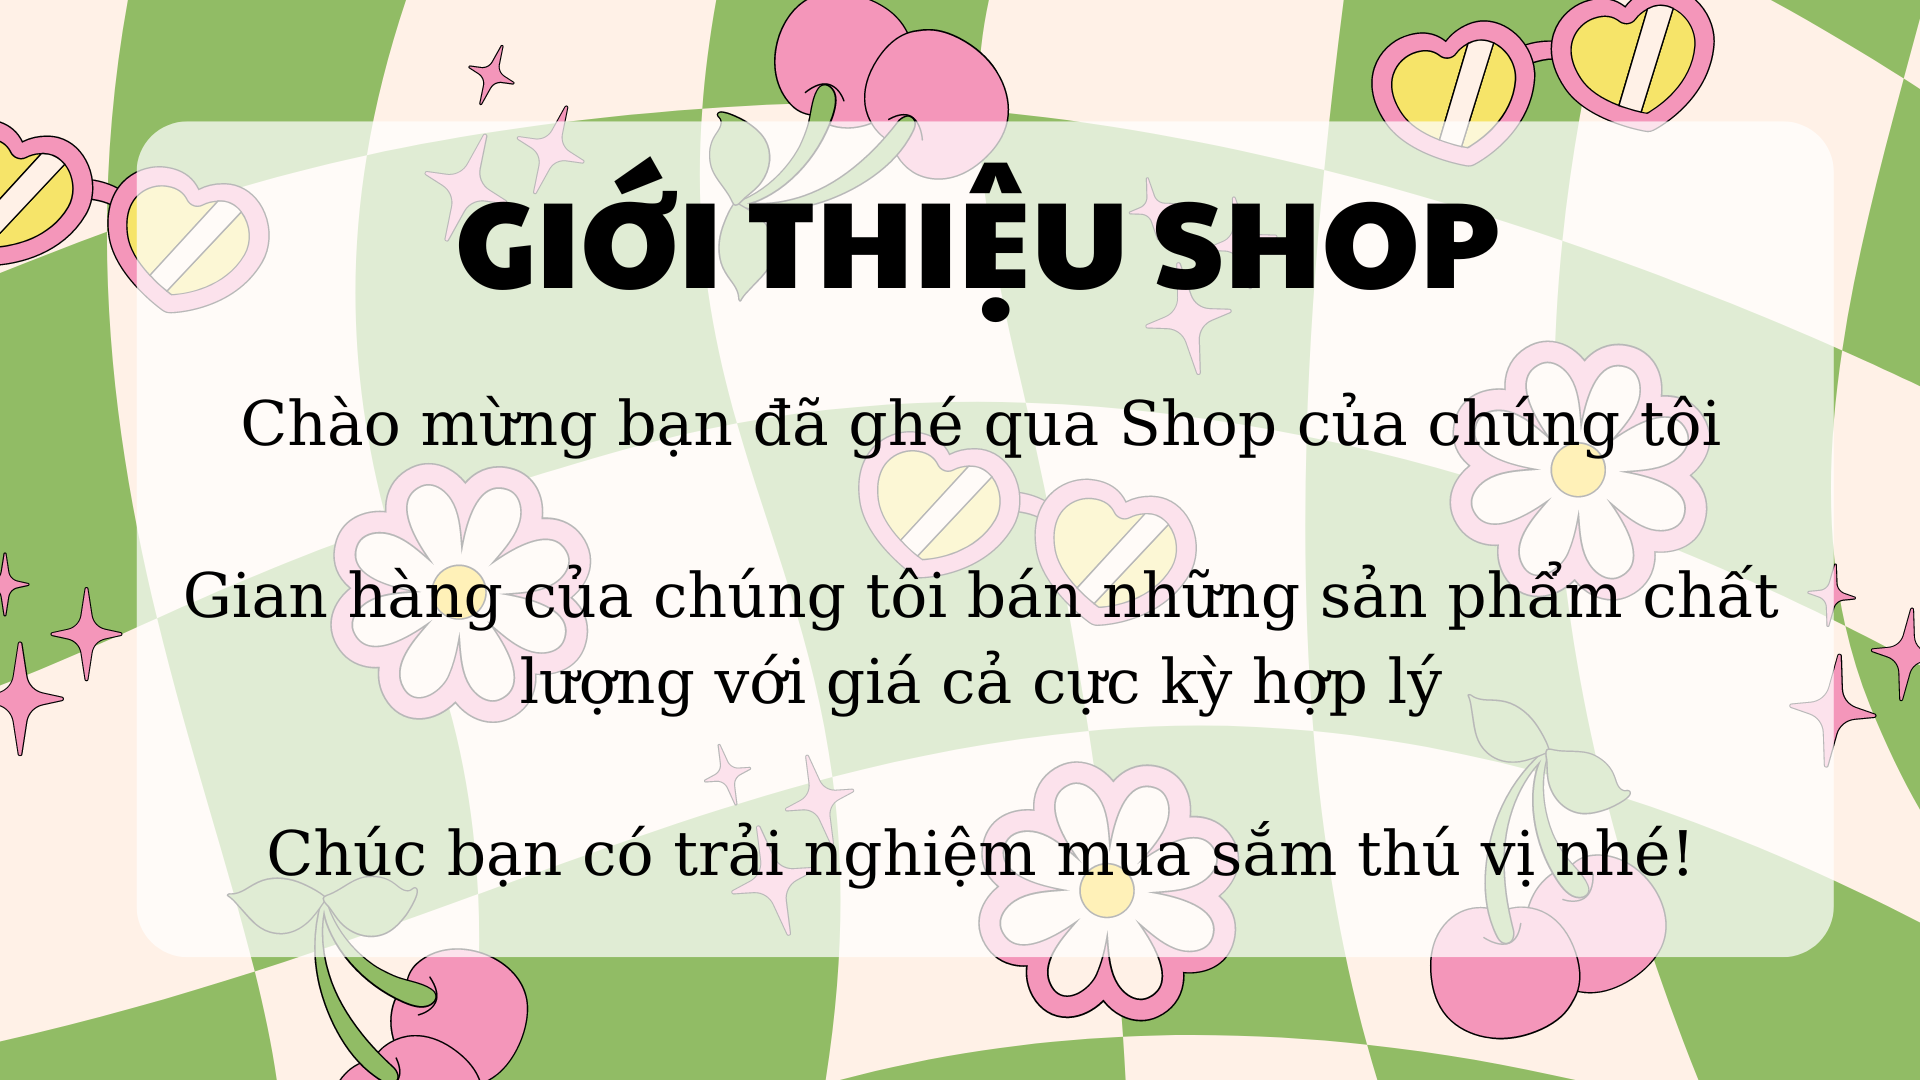 GIỚI THIỆU SHOP
Chào mừng bạn đã ghé qua Shop của chúng tôi
Gian hàng của chúng tôi bán những sản phẩm chất
lượng với giá cả cực kỳ hợp lý
Chúc bạn có trải nghiệm mua sắm thú vị nhé!